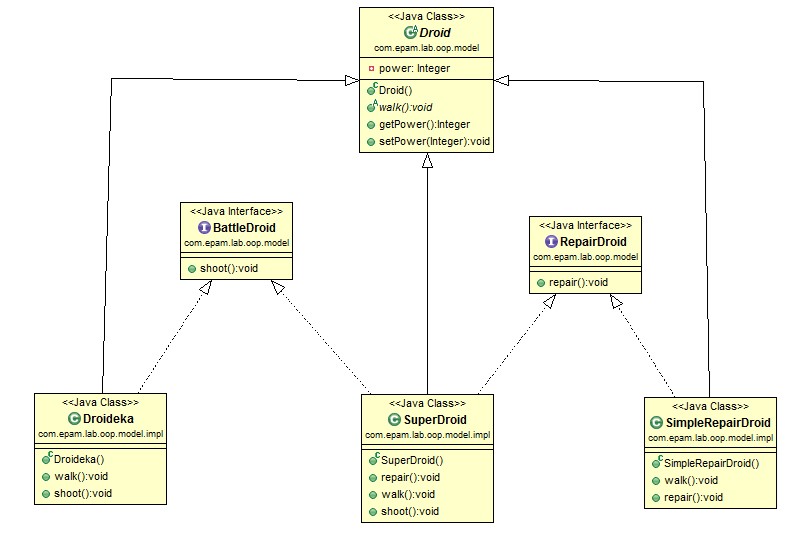 <<Java Class>>
Droid
com.epam.lab.oop.model
power: Integer
Droid()
walk():void
getPower():Integer
setPower(Integer):void
<<Java Interface>>
BattleDroid
com.epam.lab.oop.model
shoot():void
<<Java Interface>>
RepairDroid
com.epam.lab.oop.model
repair():void
<<Java Class>>
Droideka
com.epam.lab.oop.model.impl
Droideka()
walk():void
shoot():void
<<Java Class>>
SuperDroid
com.epam.lab.oop.model.impl
SuperDroid()
repair():void
walk():void
shoot():void
<<Java Class>>
SimpleRepairDroid
com.epam.lab.oop.model.impl
SimpleRepairDroid()
walk():void
repair():void